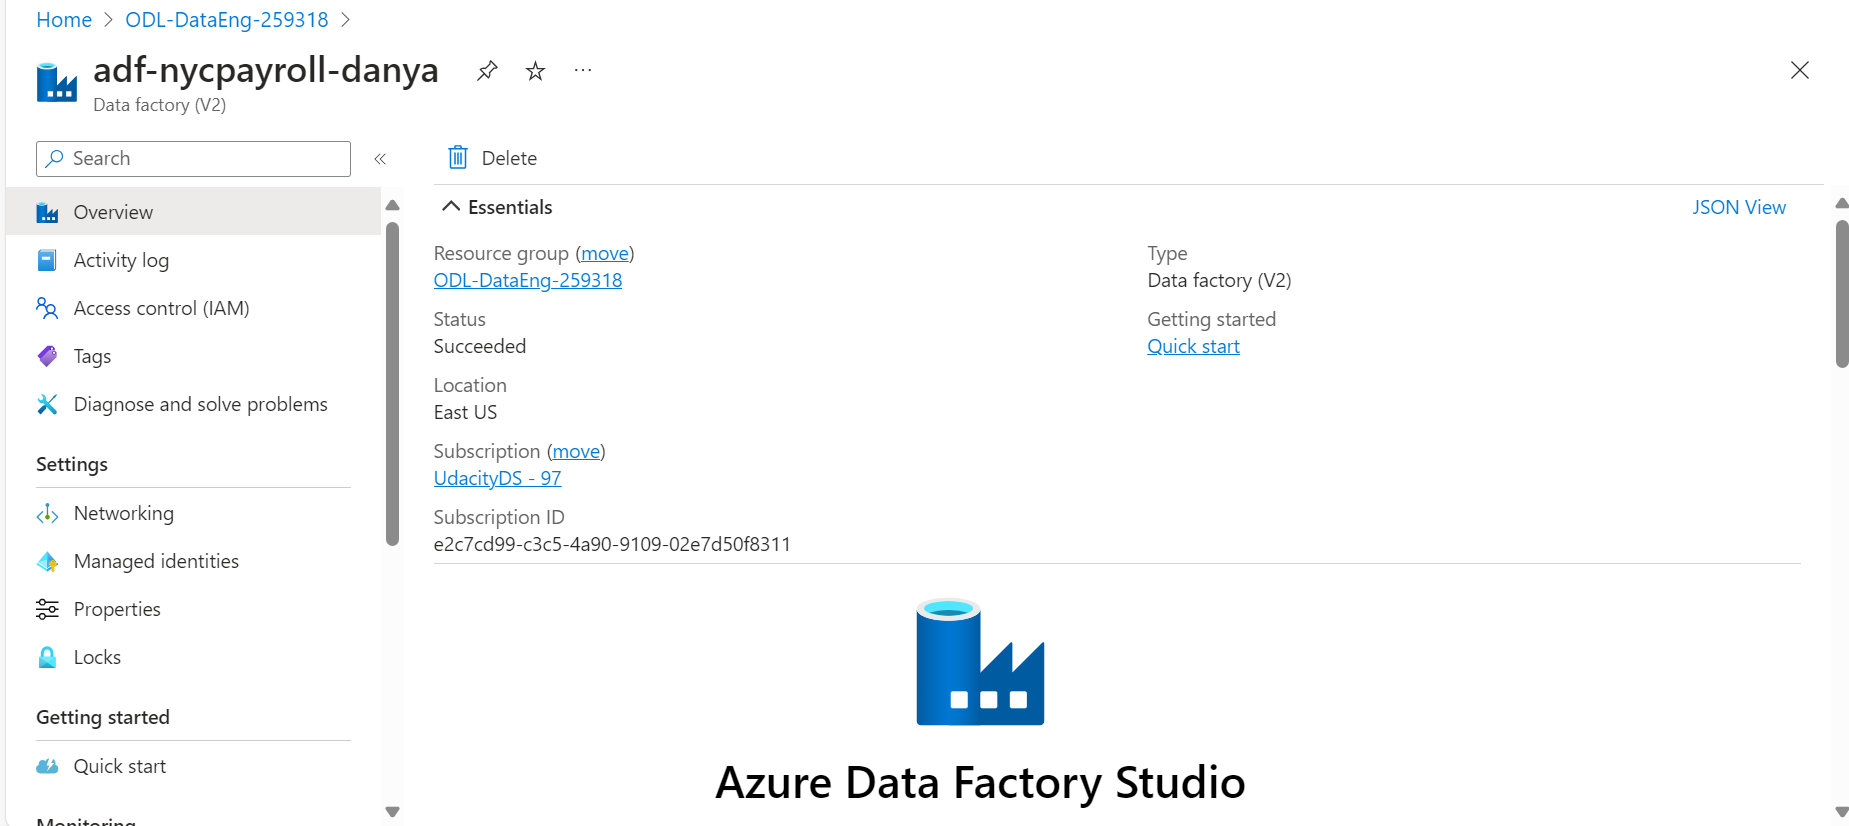 Home > ODL-DataEng-259318 >
adf-nycpayroll-danya
Data factory (V2)
Search
Overview
Activity log
Access control (IAM)
Tags
Diagnose and solve problems
Settings
Networking
Managed identities
Properties
Locks
Getting started
Quick start
Monitoring
Delete
Essentials
JSON View
Resource group (move)
ODL-DataEng-259318
Status
Succeeded
Location
East US
Subscription (move)
UdacityDS - 97
Subscription ID
e2c7cd99-c3c5-4a90-9109-02e7d50f8311
Type
Data factory (V2)
Getting started
Quick start
Azure Data Factory Studio